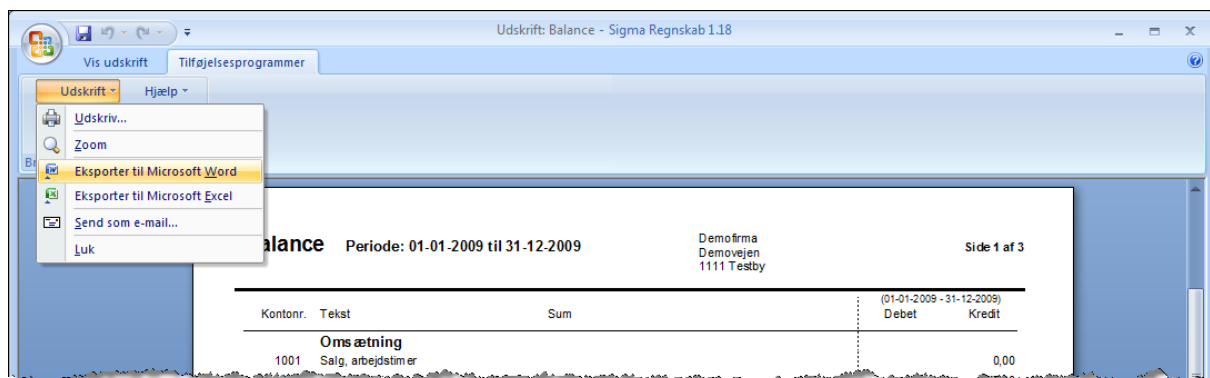 Udskrift: Balance - Sigma Regnskab 1.18
Vis udskrift Tilføjelsesprogrammer
Udskrift Hjælp
Udskriv...
Zoom
Eksporter til Microsoft Word
Eksporter til Microsoft Excel
Send som e-mail...
Luk
Br
alance Periode: 01-01-2009 til 31-12-2009
Demofirma
Demovejen
1111 Testby
Side 1 af 3
(01-01-2009 - 31-12-2009)
Kontonr. Tekst Sum Debet Kredit
Omsætning
1001 Salg, arbejdstimer 0,00